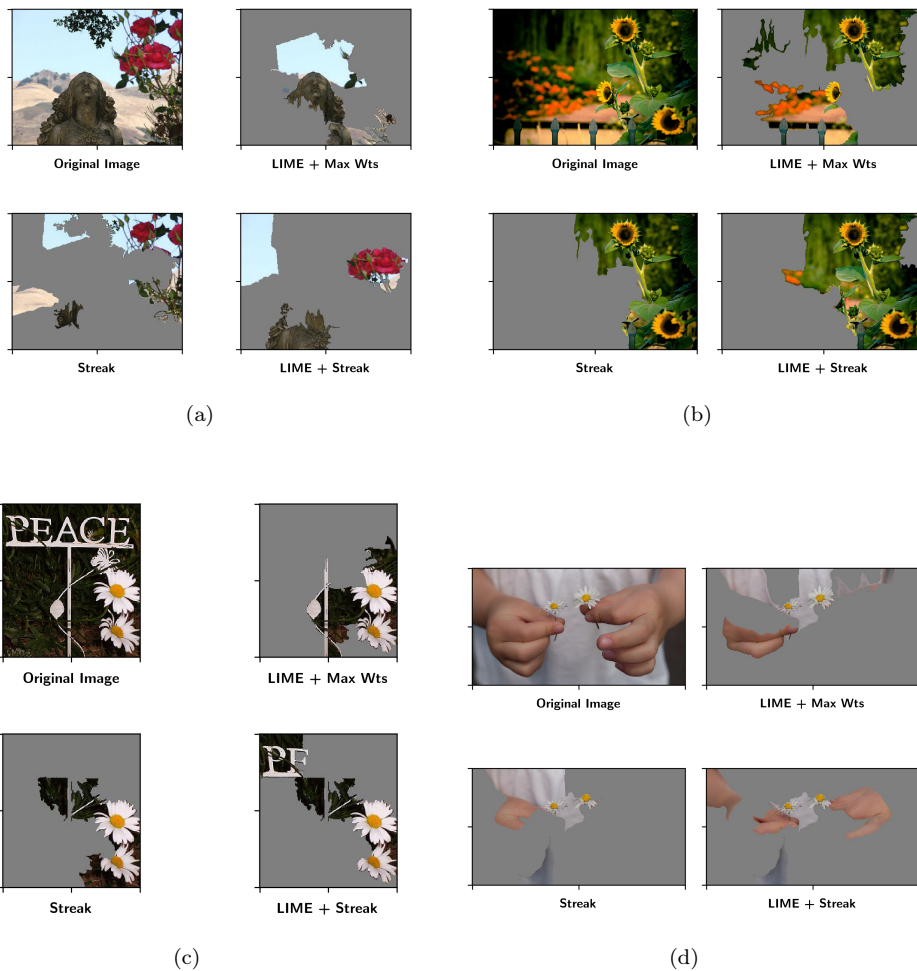 Original Image
LIME + Max Wts
Original Image
LIME + Max Wts
Streak
LIME + Streak
Streak
LIME + Streak
(a)
(b)
PEACE
Original Image
LIME + Max Wts
Original Image
LIME + Max Wts
PE
Streak
LIME + Streak
Streak
LIME + Streak
(c)
(d)